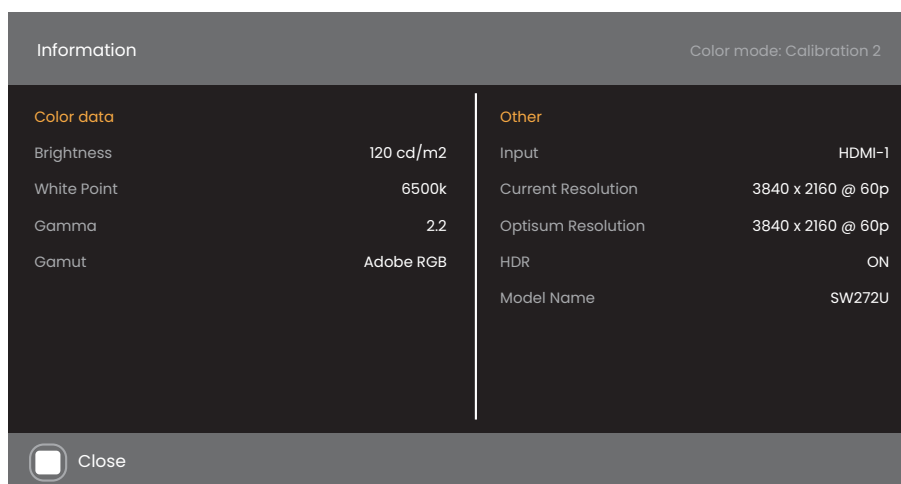 Information
Color mode: Calibration 2
Color data
Brightness 120 cd/m2
White Point 6500k
Gamma 2.2
Gamut Adobe RGB
Other
Input HDMI-1
Current Resolution 3840 x 2160 @ 60p
Optisum Resolution 3840 x 2160 @ 60p
HDR ON
Model Name SW272U
Close